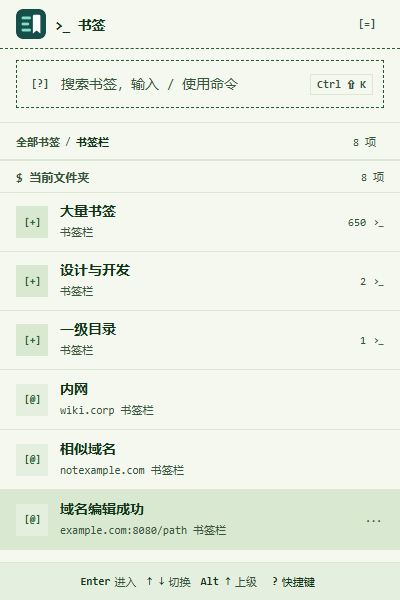 >_ 书签 [=]
[?] 搜索书签, 输入 / 使用命令 Ctrl ⇧ K
全部书签 / 书签栏 8 项
$ 当前文件夹 8 项
[+] 大量书签 650 >_
书签栏
[+] 设计与开发 2 >_
书签栏
[+] 一级目录 1 >_
书签栏
[@] 内网
wiki.corp 书签栏
[@] 相似域名
notexample.com 书签栏
[@] 域名编辑成功 ...
example.com:8080/path 书签栏
Enter 进入 ↑ ↓ 切换 Alt ↑ 上级 ? 快捷键